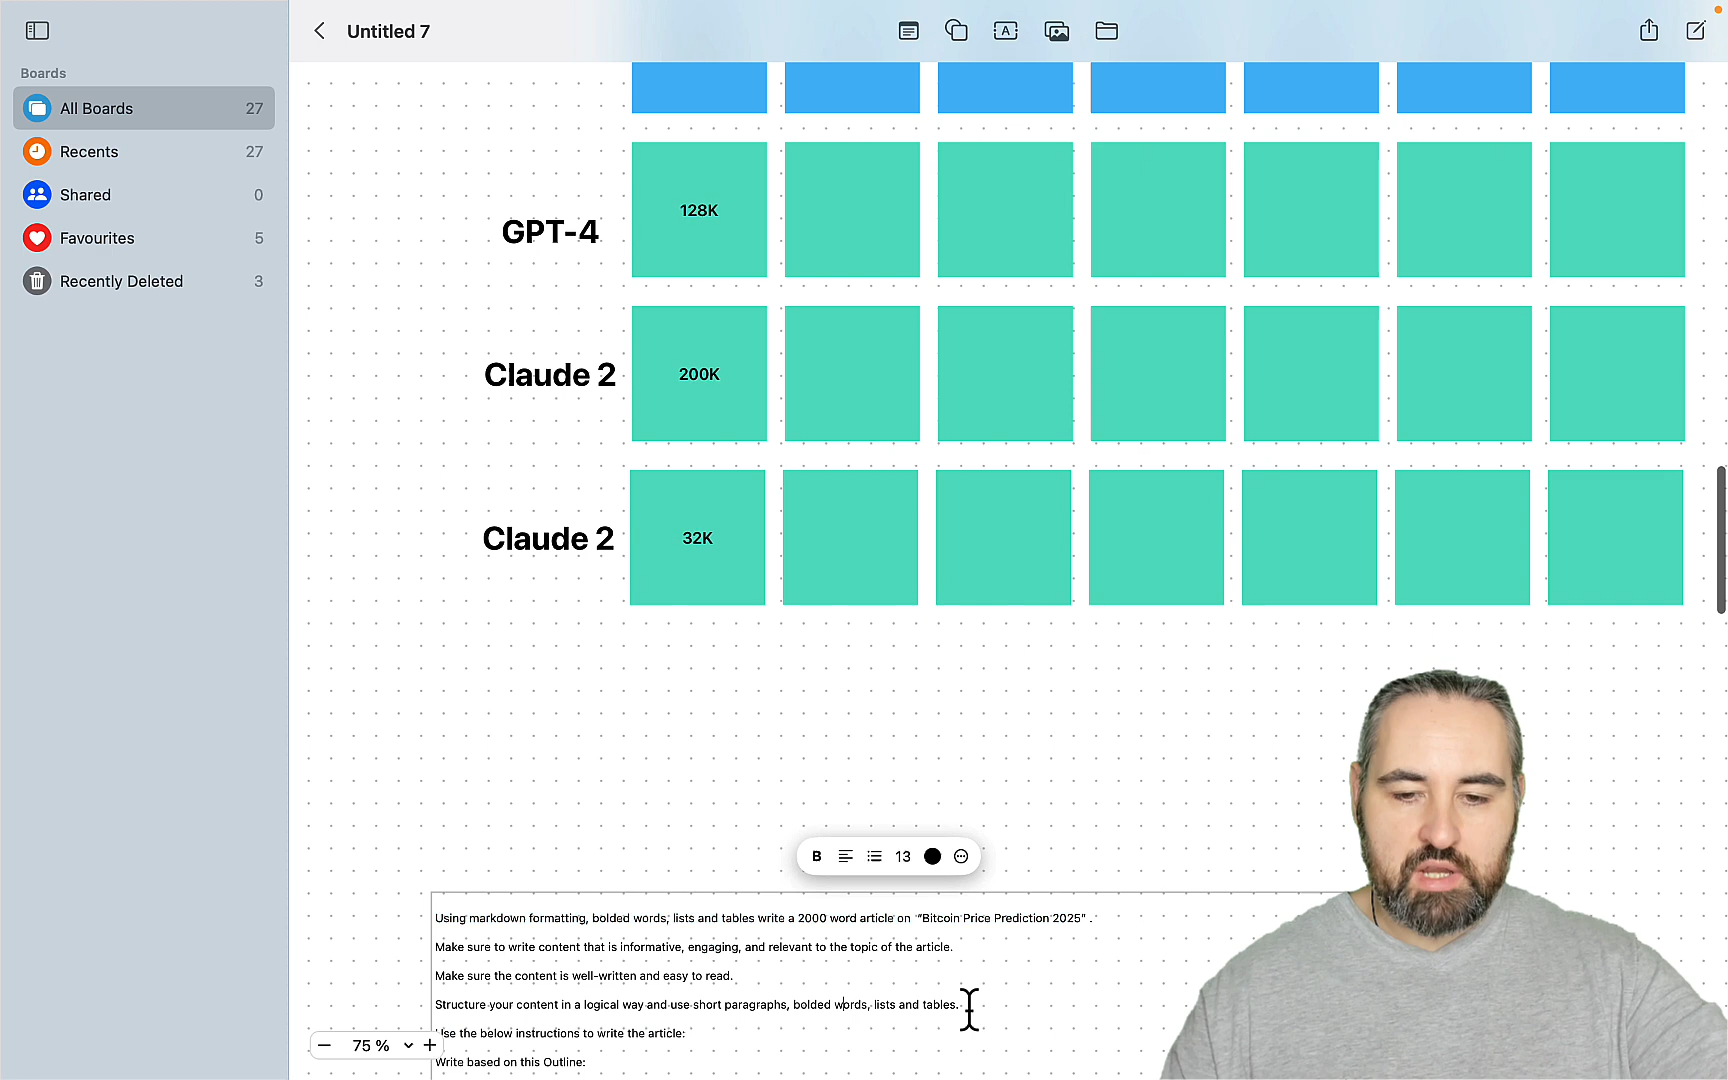 Untitled 7
Boards
All Boards 27
Recents 27
Shared 0
Favourites 5
Recently Deleted 3
GPT-4 128K
Claude 2 200K
Claude 2 32K
B 13
Using markdown formatting, bolded words, lists and tables write a 2000 word article on “Bitcoin Price Prediction 2025” .
Make sure to write content that is informative, engaging, and relevant to the topic of the article.
Make sure the content is well-written and easy to read.
Structure your content in a logical way and use short paragraphs, bolded words, lists and tables.
Use the below instructions to write the article:
75 %
Write based on this Outline: